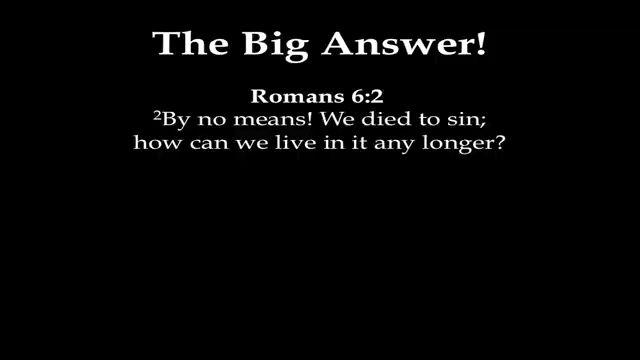 The Big Answer!
Romans 6:2
²By no means! We died to sin;
how can we live in it any longer?